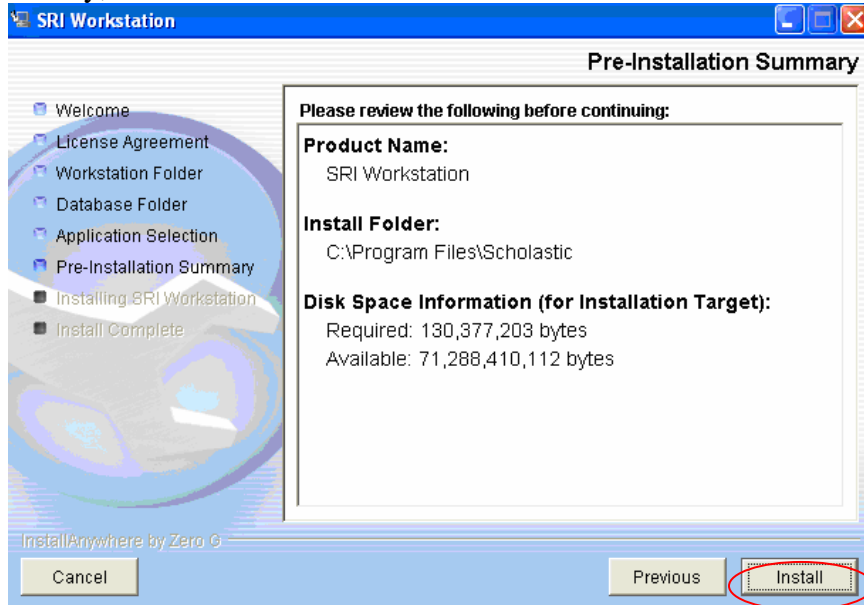 SRI Workstation
Pre-Installation Summary
Welcome
License Agreement
Workstation Folder
Database Folder
Application Selection
Pre-Installation Summary
Installing SRI Workstation
Install Complete
Please review the following before continuing:
Product Name:
SRI Workstation
Install Folder:
C:\Program Files\Scholastic
Disk Space Information (for Installation Target):
Required: 130,377,203 bytes
Available: 71,288,410,112 bytes
InstallAnywhere by Zero G
Cancel
Previous
Install